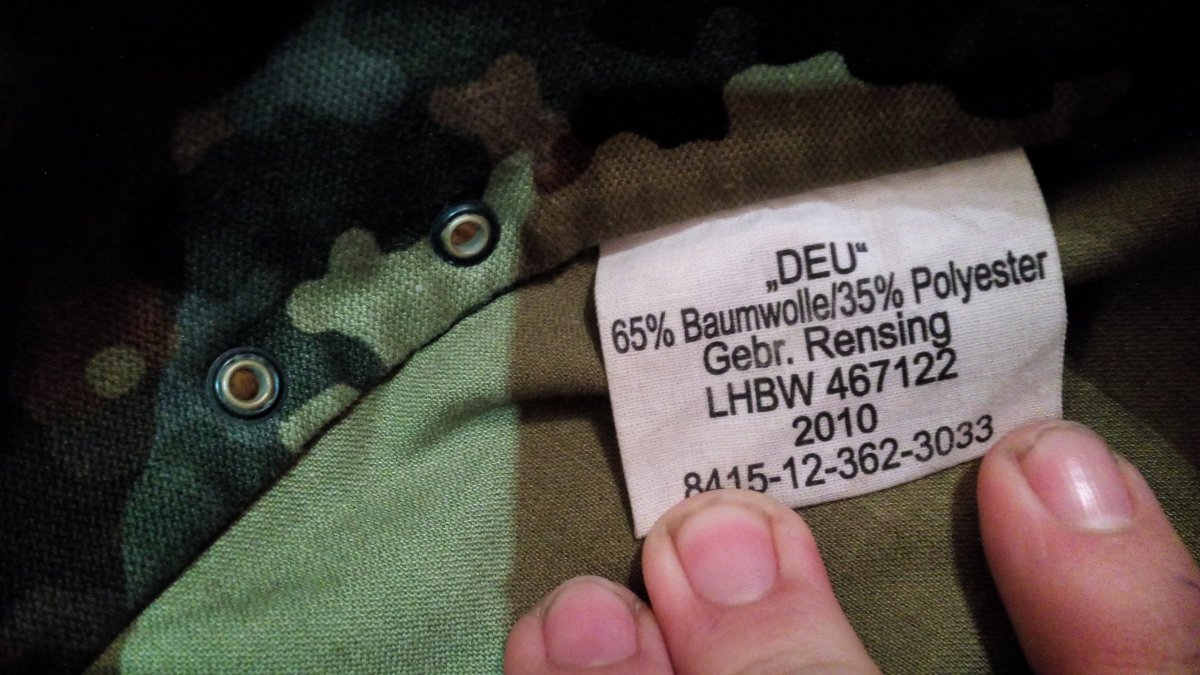 „DEU“
65% Baumwolle/35% Polyester
Gebr. Rensing
LHBW 467122
2010
8415-12-362-3033